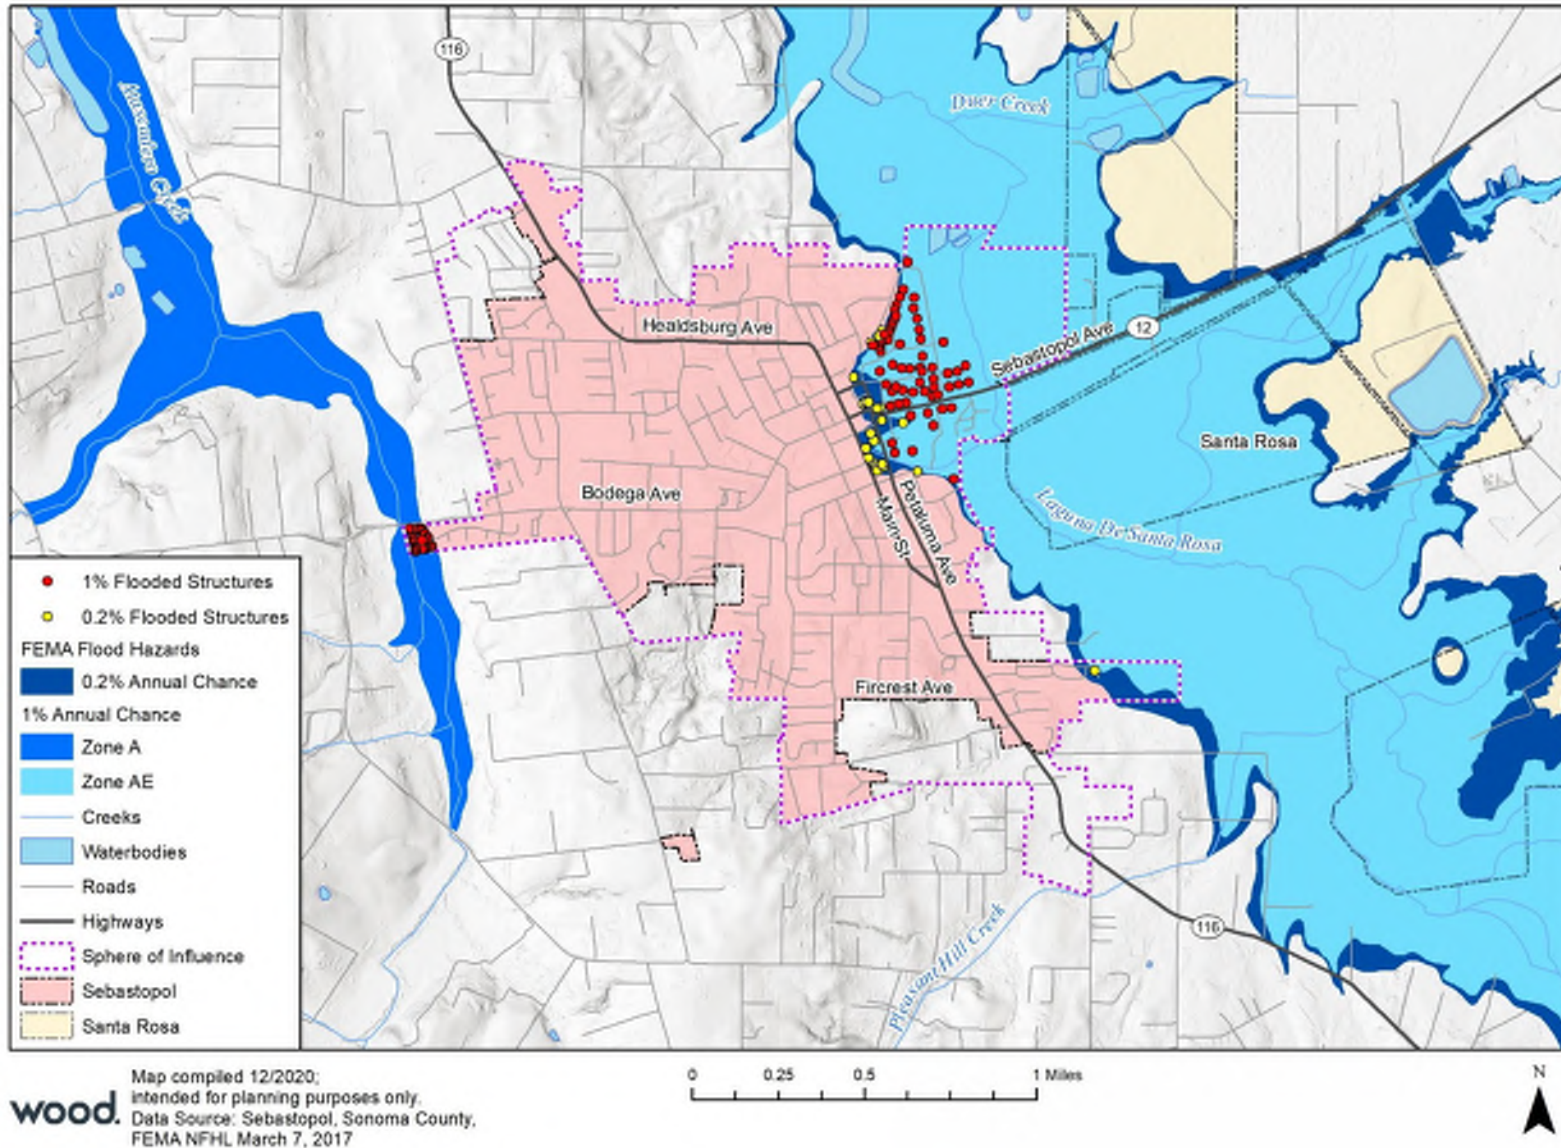 116
Atascadero Creek
Duer Creek
Healdsburg Ave
Sebastopol Ave
12
Santa Rosa
Bodega Ave
Petaluma Ave
Main St
Laguna De Santa Rosa
Fircrest Ave
116
Pleasant Hill Creek
1% Flooded Structures
0.2% Flooded Structures
FEMA Flood Hazards
0.2% Annual Chance
1% Annual Chance
Zone A
Zone AE
Creeks
Waterbodies
Roads
Highways
Sphere of Influence
Sebastopol
Santa Rosa
wood.
Map compiled 12/2020;
intended for planning purposes only.
Data Source: Sebastopol, Sonoma County,
FEMA NFHL March 7, 2017
0 0.25 0.5 1 Miles
N